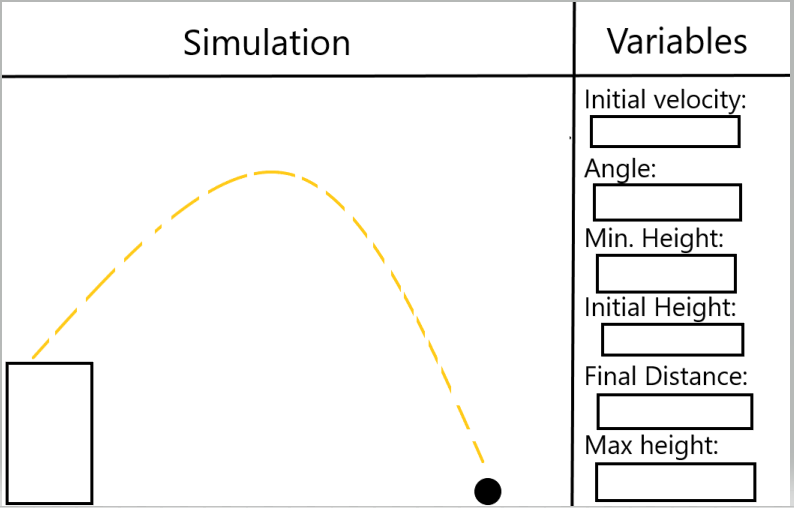 Simulation
Variables
Initial velocity:
Angle:
Min. Height:
Initial Height:
Final Distance:
Max height: